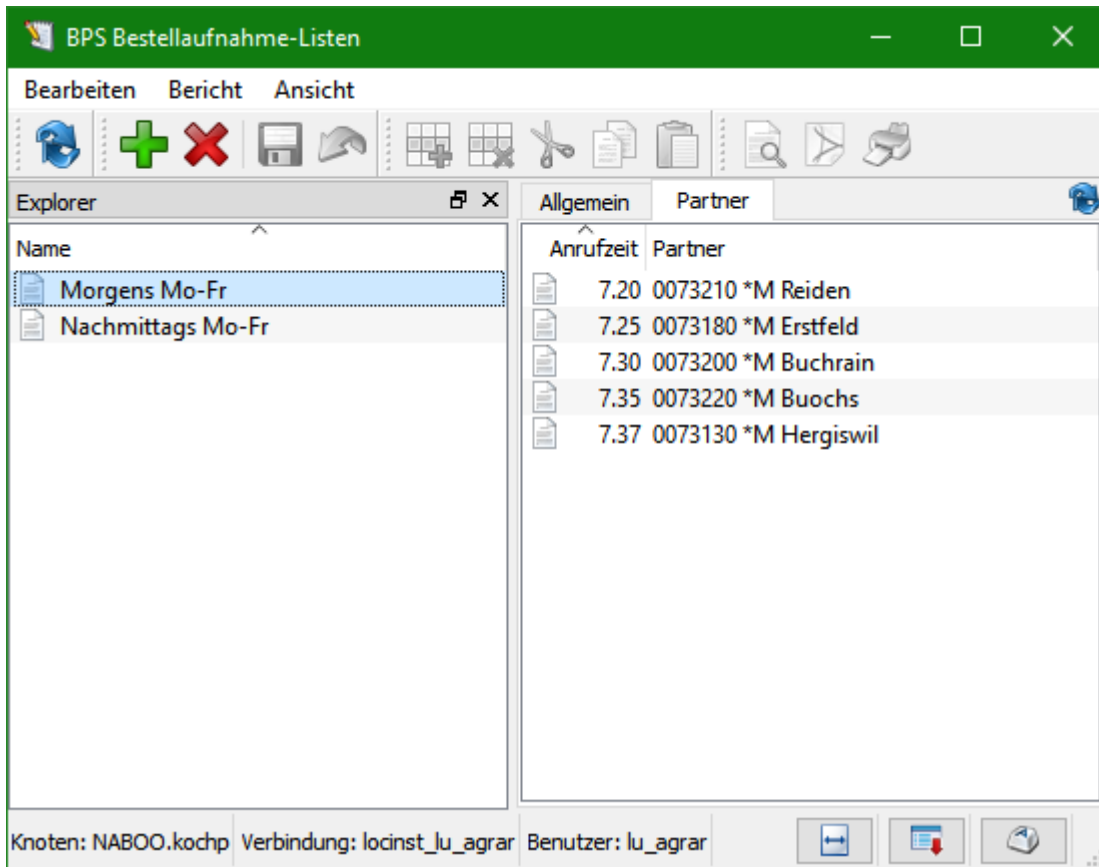 BPS Bestellaufnahme-Listen
Bearbeiten Bericht Ansicht
Explorer
Allgemein Partner
Name
Anrufzeit Partner
Morgens Mo-Fr
Nachmittags Mo-Fr
7.20 0073210 *M Reiden
7.25 0073180 *M Erstfeld
7.30 0073200 *M Buchrain
7.35 0073220 *M Buochs
7.37 0073130 *M Hergiswil
Knoten: NABOO.kochp Verbindung: locinst_lu_agrar Benutzer: lu_agrar